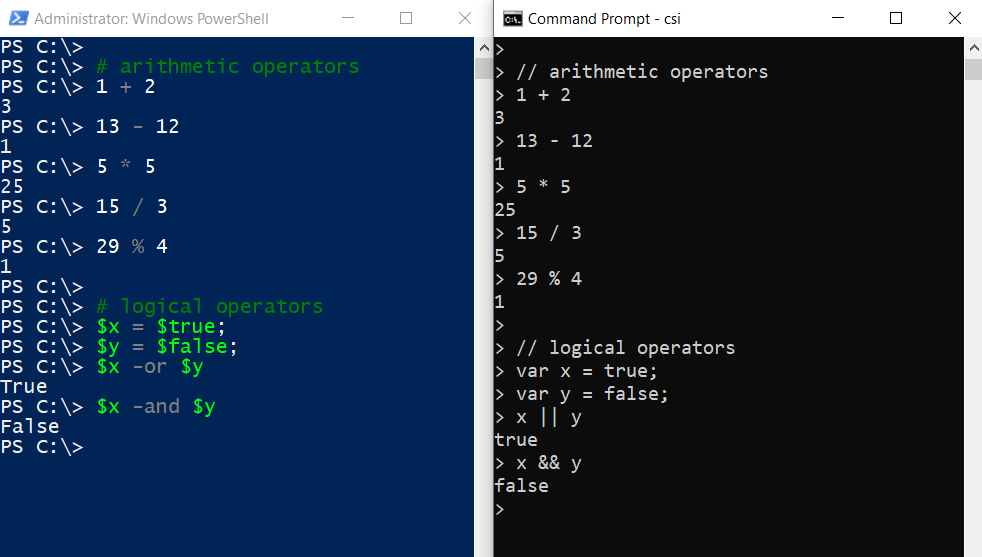 Administrator: Windows PowerShell
PS C:\>
PS C:\> # arithmetic operators
PS C:\> 1 + 2
3
PS C:\> 13 - 12
1
PS C:\> 5 * 5
25
PS C:\> 15 / 3
5
PS C:\> 29 % 4
1
PS C:\>
PS C:\> # logical operators
PS C:\> $x = $true;
PS C:\> $y = $false;
PS C:\> $x -or $y
True
PS C:\> $x -and $y
False
PS C:\>
Command Prompt - csi
>
> // arithmetic operators
> 1 + 2
3
> 13 - 12
1
> 5 * 5
25
> 15 / 3
5
> 29 % 4
1
>
> // logical operators
> var x = true;
> var y = false;
> x || y
true
> x && y
false
>